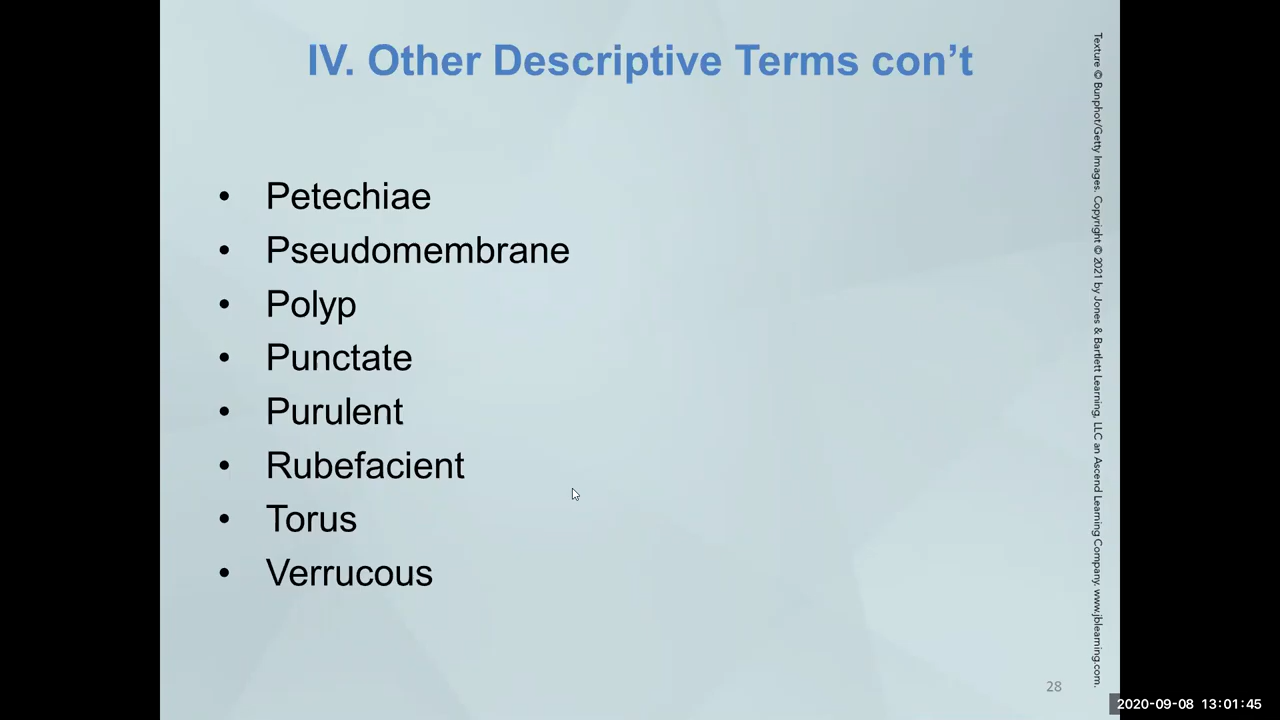 IV. Other Descriptive Terms con’t
• Petechiae
• Pseudomembrane
• Polyp
• Punctate
• Purulent
• Rubefacient
• Torus
• Verrucous
Texture © Bunphot/Getty Images. Copyright © 2021 by Jones & Bartlett Learning, LLC an Ascend Learning Company. www.jblearning.com.
28
2020-09-08 13:01:45